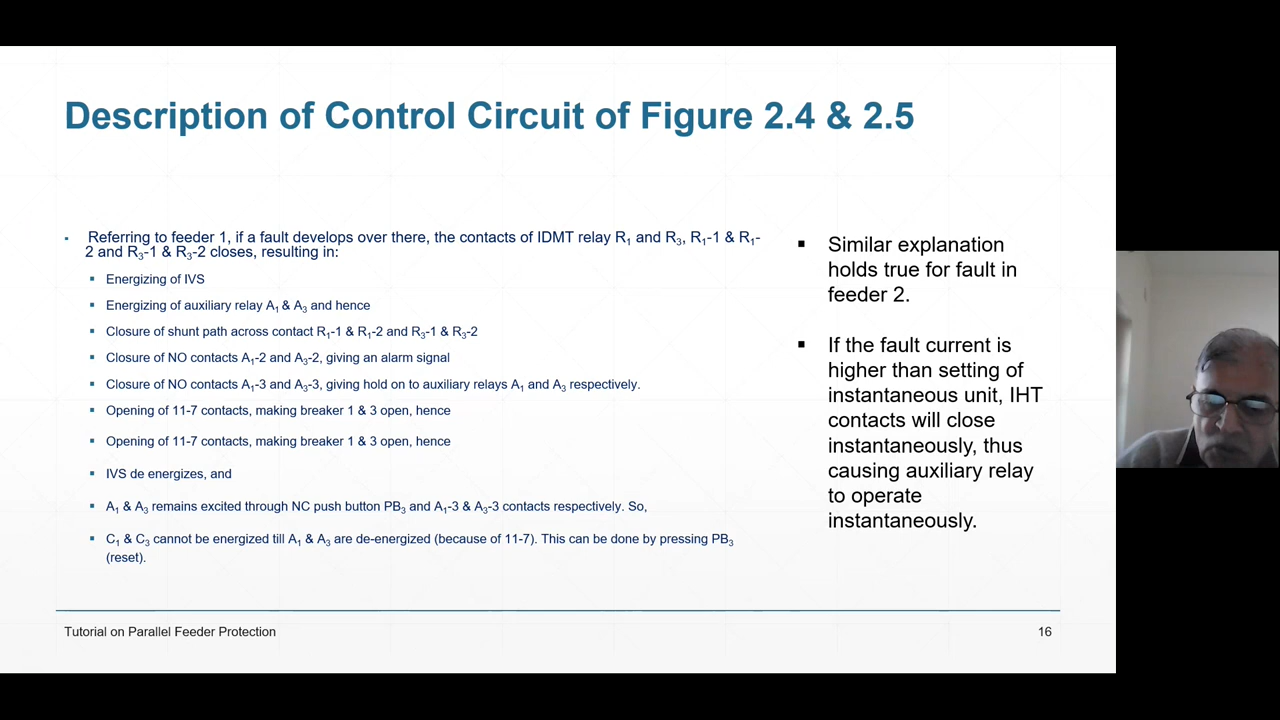 Description of Control Circuit of Figure 2.4 & 2.5
▪ Referring to feeder 1, if a fault develops over there, the contacts of IDMT relay R₁ and R₃, R₁-1 & R₁-
2 and R₃-1 & R₃-2 closes, resulting in:
▪ Energizing of IVS
▪ Energizing of auxiliary relay A₁ & A₃ and hence
▪ Closure of shunt path across contact R₁-1 & R₁-2 and R₃-1 & R₃-2
▪ Closure of NO contacts A₁-2 and A₃-2, giving an alarm signal
▪ Closure of NO contacts A₁-3 and A₃-3, giving hold on to auxiliary relays A₁ and A₃ respectively.
▪ Opening of 11-7 contacts, making breaker 1 & 3 open, hence
▪ Opening of 11-7 contacts, making breaker 1 & 3 open, hence
▪ IVS de energizes, and
▪ A₁ & A₃ remains excited through NC push button PB₃ and A₁-3 & A₃-3 contacts respectively. So,
▪ C₁ & C₃ cannot be energized till A₁ & A₃ are de-energized (because of 11-7). This can be done by pressing PB₃
(reset).
▪ Similar explanation
holds true for fault in
feeder 2.
▪ If the fault current is
higher than setting of
instantaneous unit, IHT
contacts will close
instantaneously, thus
causing auxiliary relay
to operate
instantaneously.
Tutorial on Parallel Feeder Protection
16